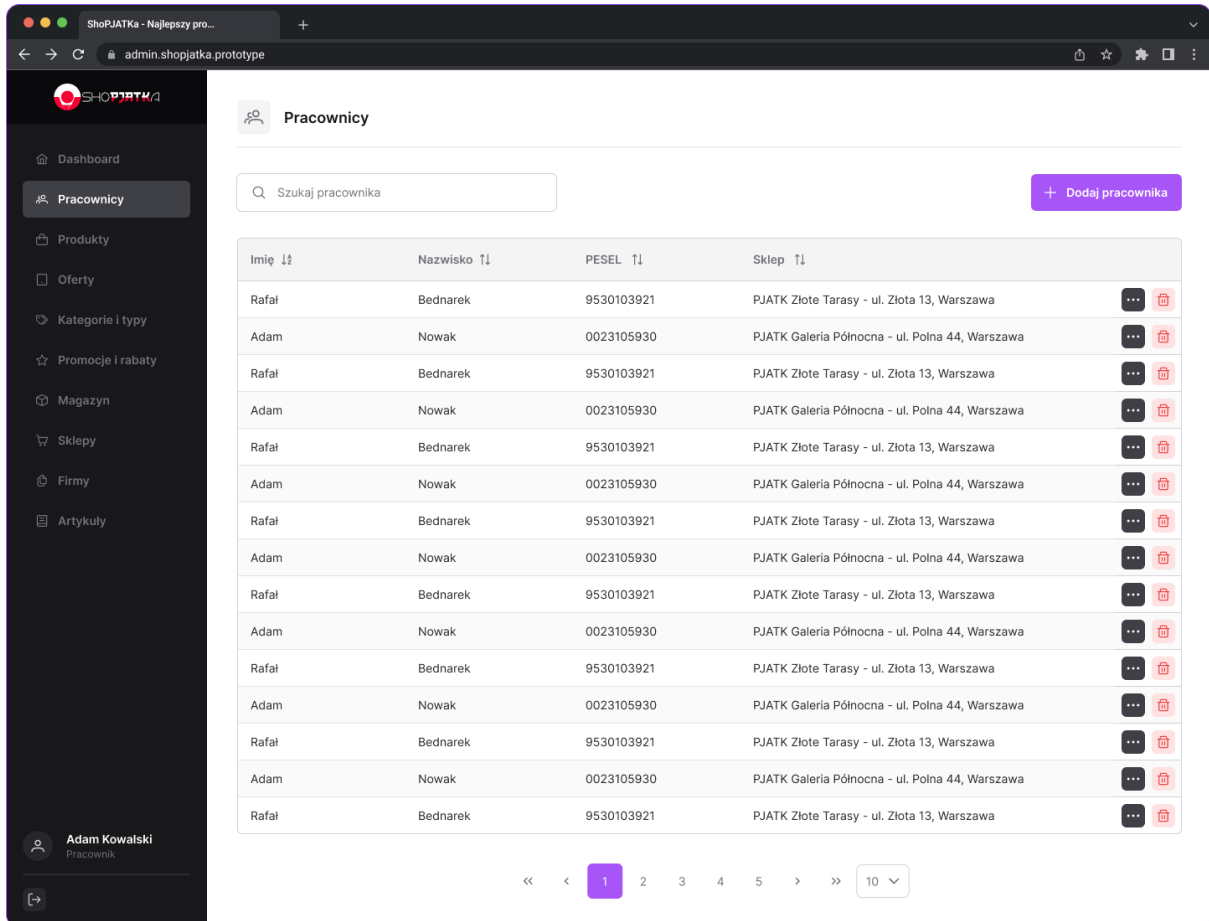 ShoPJATKa - Najlepszy pro...
admin.shopjatka.prototype
SHOPJATKA
Dashboard
Pracownicy
Produkty
Oferty
Kategorie i typy
Promocje i rabaty
Magazyn
Sklepy
Firmy
Artykuły
Adam Kowalski
Pracownik
Pracownicy
Szukaj pracownika
Dodaj pracownika
Imię Nazwisko PESEL Sklep
Rafał Bednarek 9530103921 PJATK Złote Tarasy - ul. Złota 13, Warszawa
Adam Nowak 0023105930 PJATK Galeria Północna - ul. Polna 44, Warszawa
Rafał Bednarek 9530103921 PJATK Złote Tarasy - ul. Złota 13, Warszawa
Adam Nowak 0023105930 PJATK Galeria Północna - ul. Polna 44, Warszawa
Rafał Bednarek 9530103921 PJATK Złote Tarasy - ul. Złota 13, Warszawa
Adam Nowak 0023105930 PJATK Galeria Północna - ul. Polna 44, Warszawa
Rafał Bednarek 9530103921 PJATK Złote Tarasy - ul. Złota 13, Warszawa
Adam Nowak 0023105930 PJATK Galeria Północna - ul. Polna 44, Warszawa
Rafał Bednarek 9530103921 PJATK Złote Tarasy - ul. Złota 13, Warszawa
Adam Nowak 0023105930 PJATK Galeria Północna - ul. Polna 44, Warszawa
Rafał Bednarek 9530103921 PJATK Złote Tarasy - ul. Złota 13, Warszawa
Adam Nowak 0023105930 PJATK Galeria Północna - ul. Polna 44, Warszawa
Rafał Bednarek 9530103921 PJATK Złote Tarasy - ul. Złota 13, Warszawa
Adam Nowak 0023105930 PJATK Galeria Północna - ul. Polna 44, Warszawa
Rafał Bednarek 9530103921 PJATK Złote Tarasy - ul. Złota 13, Warszawa
1 2 3 4 5 10